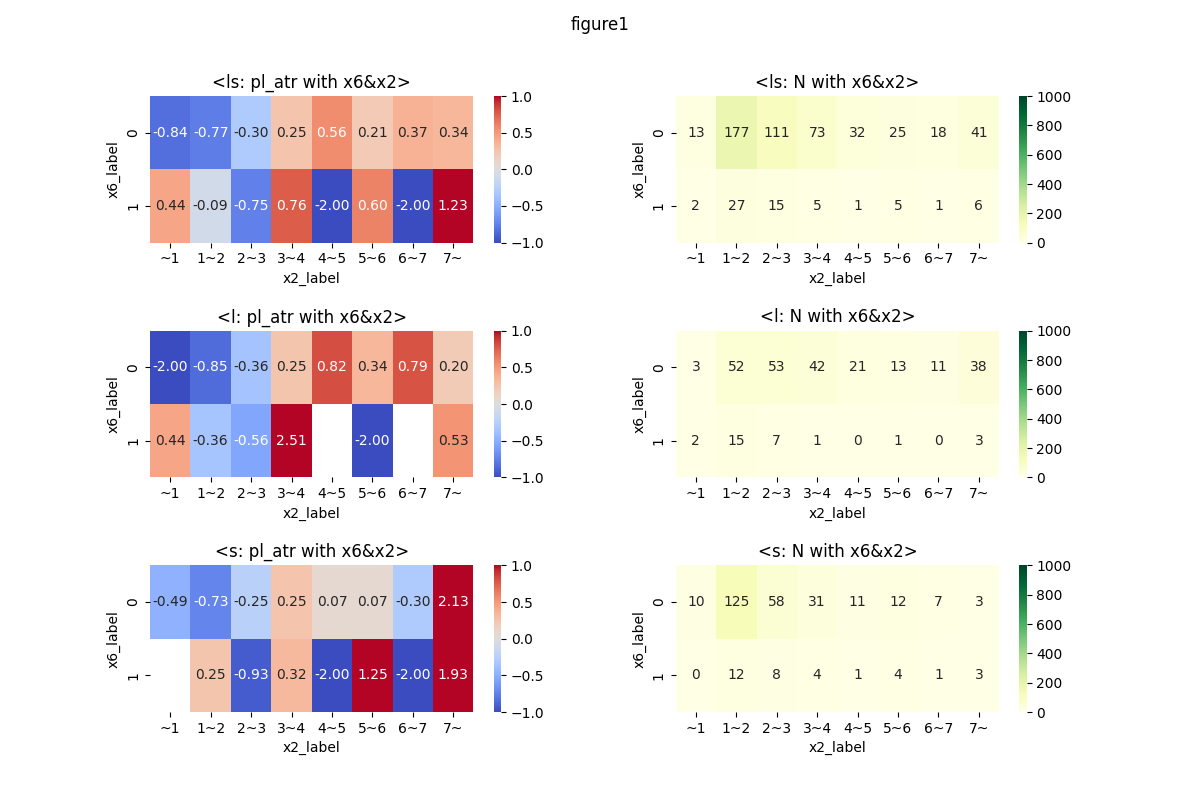 figure1
<ls: pl_atr with x6&x2>
x6_label
0
-0.84 -0.77 -0.30 0.25 0.56 0.21 0.37 0.34
1
0.44 -0.09 -0.75 0.76 -2.00 0.60 -2.00 1.23
~1 1~2 2~3 3~4 4~5 5~6 6~7 7~
x2_label
1.0
0.5
0.0
−0.5
−1.0
<ls: N with x6&x2>
x6_label
0
13 177 111 73 32 25 18 41
1
2 27 15 5 1 5 1 6
~1 1~2 2~3 3~4 4~5 5~6 6~7 7~
x2_label
1000
800
600
400
200
0
<l: pl_atr with x6&x2>
x6_label
0
-2.00 -0.85 -0.36 0.25 0.82 0.34 0.79 0.20
1
0.44 -0.36 -0.56 2.51 -2.00 0.53
~1 1~2 2~3 3~4 4~5 5~6 6~7 7~
x2_label
1.0
0.5
0.0
−0.5
−1.0
<l: N with x6&x2>
x6_label
0
3 52 53 42 21 13 11 38
1
2 15 7 1 0 1 0 3
~1 1~2 2~3 3~4 4~5 5~6 6~7 7~
x2_label
1000
800
600
400
200
0
<s: pl_atr with x6&x2>
x6_label
0
-0.49 -0.73 -0.25 0.25 0.07 0.07 -0.30 2.13
1
0.25 -0.93 0.32 -2.00 1.25 -2.00 1.93
~1 1~2 2~3 3~4 4~5 5~6 6~7 7~
x2_label
1.0
0.5
0.0
−0.5
−1.0
<s: N with x6&x2>
x6_label
0
10 125 58 31 11 12 7 3
1
0 12 8 4 1 4 1 3
~1 1~2 2~3 3~4 4~5 5~6 6~7 7~
x2_label
1000
800
600
400
200
0